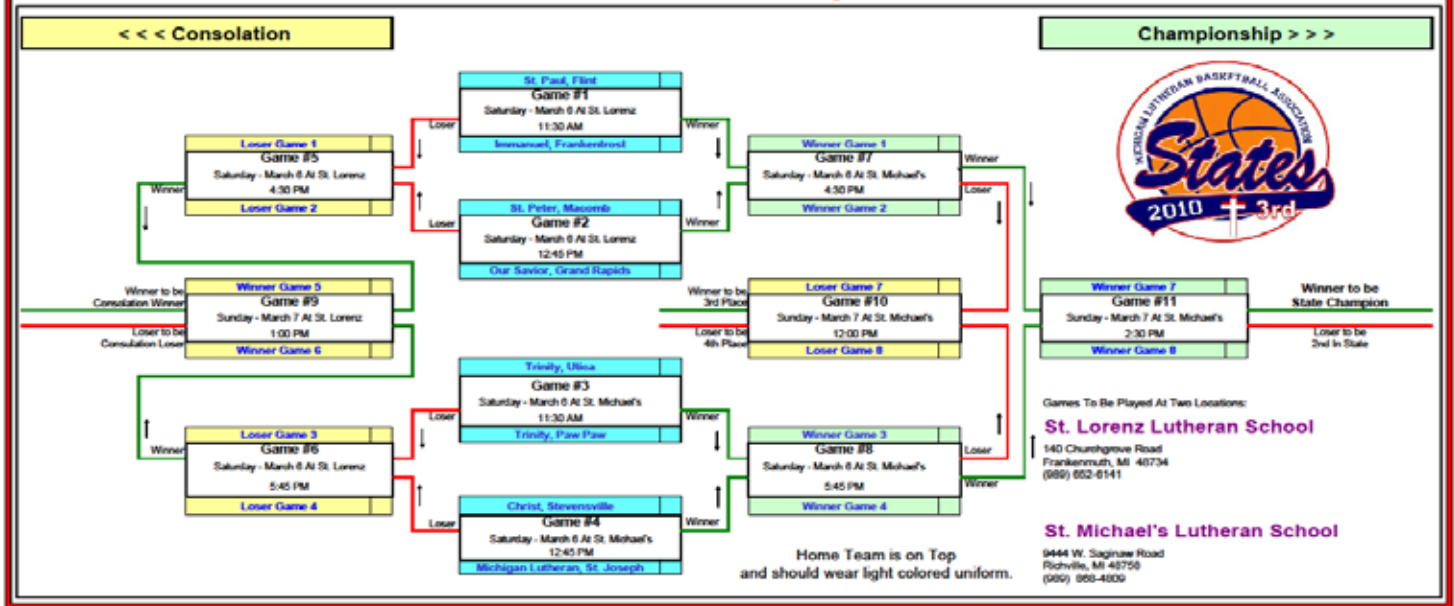 < < < Consolation
Championship > > >
St. Paul, Flint
Game #1
Saturday - March 6 At St. Lorenz
11:30 AM
Immanuel, Frankentrost
Loser
Winner
Loser Game 1
Game #5
Saturday - March 6 At St. Lorenz
4:30 PM
Loser Game 2
Winner
Winner Game 1
Game #7
Saturday - March 6 At St. Michael's
4:30 PM
Winner Game 2
Winner
Loser
MICHIGAN LUTHERAN BASKETBALL ASSOCIATION
States
2010 3rd
St. Peter, Macomb
Game #2
Saturday - March 6 At St. Lorenz
12:45 PM
Our Savior, Grand Rapids
Loser
Winner
Winner to be
Consolation Winner
Loser to be
Consulation Loser
Winner Game 5
Game #9
Sunday - March 7 At St. Lorenz
1:00 PM
Winner Game 6
Winner to be
3rd Place
Loser to be
4th Place
Loser Game 7
Game #10
Sunday - March 7 At St. Michael's
12:00 PM
Loser Game 8
Winner Game 7
Game #11
Sunday - March 7 At St. Michael's
2:30 PM
Winner Game 8
Winner to be
State Champion
Loser to be
2nd In State
Trinity, Utica
Game #3
Saturday - March 6 At St. Michael's
11:30 AM
Trinity, Paw Paw
Loser
Winner
Loser Game 3
Game #6
Saturday - March 6 At St. Lorenz
5:45 PM
Loser Game 4
Winner
Winner Game 3
Game #8
Saturday - March 6 At St. Michael's
5:45 PM
Winner Game 4
Loser
Winner
Christ, Stevensville
Game #4
Saturday - March 6 At St. Michael's
12:45 PM
Michigan Lutheran, St. Joseph
Loser
Winner
Home Team is on Top
and should wear light colored uniform.
Games To Be Played At Two Locations:
St. Lorenz Lutheran School
140 Churchgrove Road
Frankenmuth, MI 48734
(989) 652-6141
St. Michael's Lutheran School
9444 W. Saginaw Road
Richville, MI 48758
(989) 868-4809